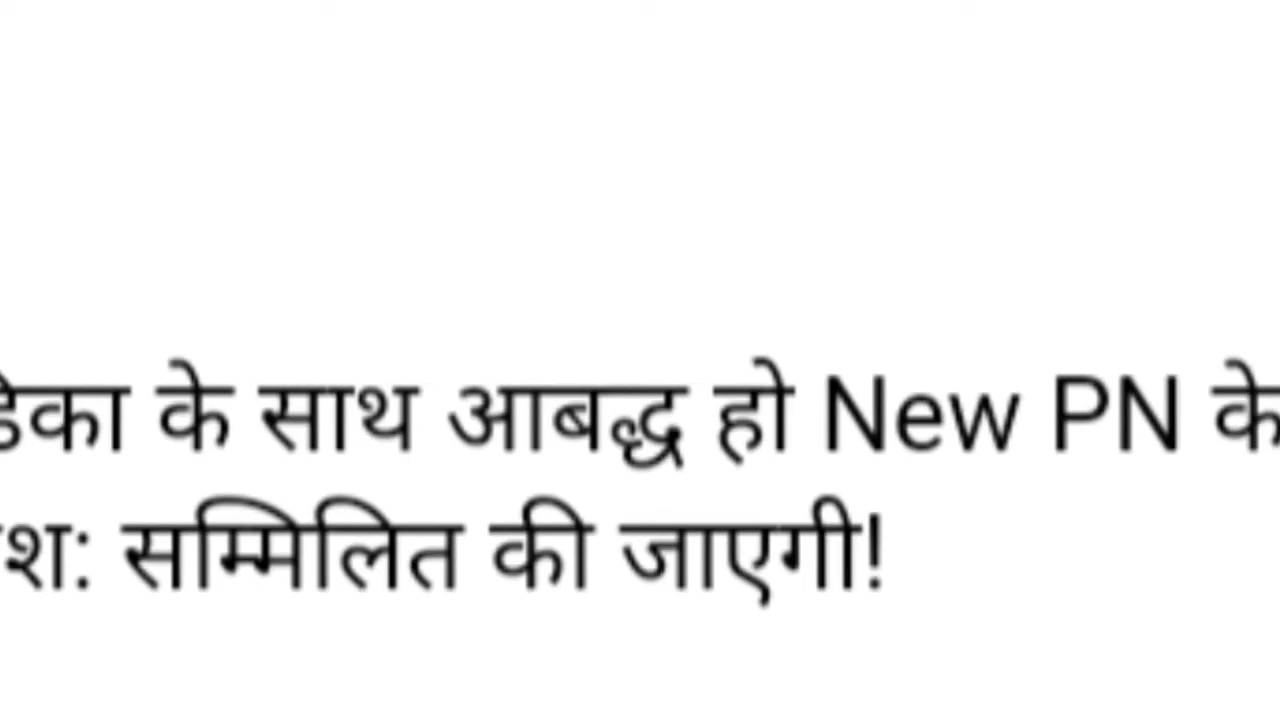 के साथ आबद्ध हो New PN के
सम्मिलित की जाएगी!